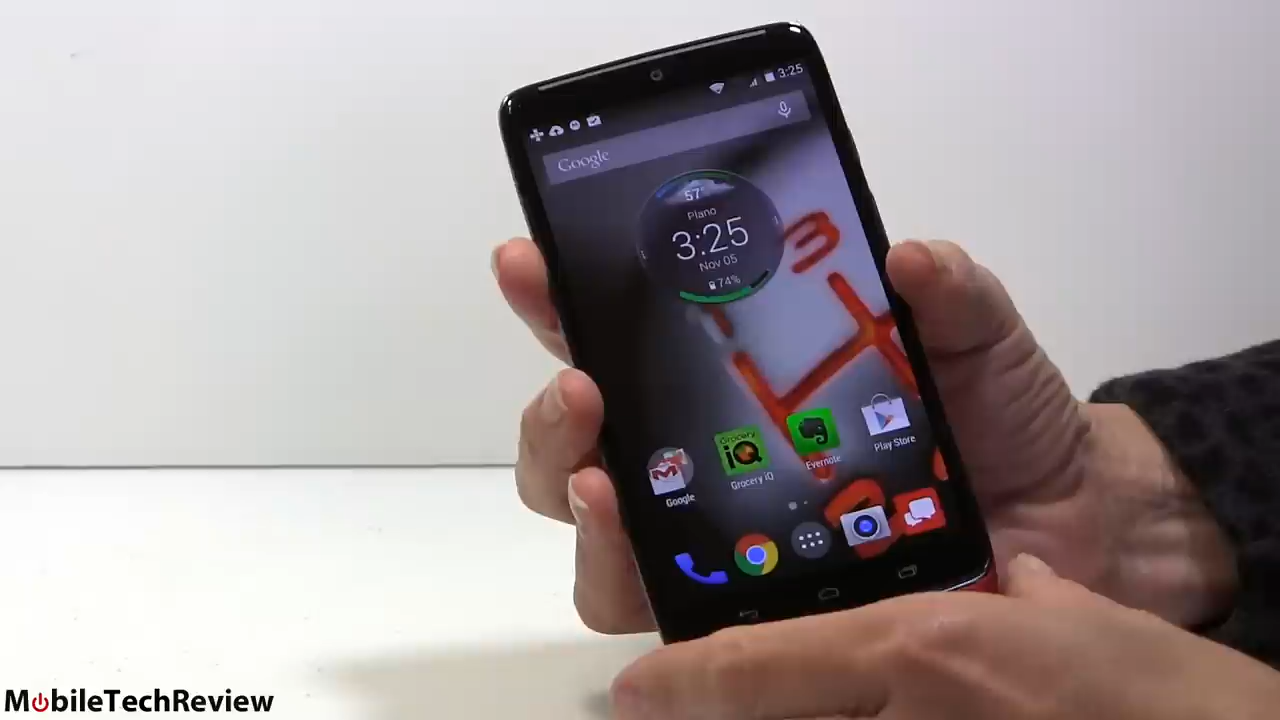 3:25
Google
57°
Plano
3:25
Nov 05
74%
Grocery iQ
Google
Grocery iQ
Evernote
Play Store
MobileTechReview